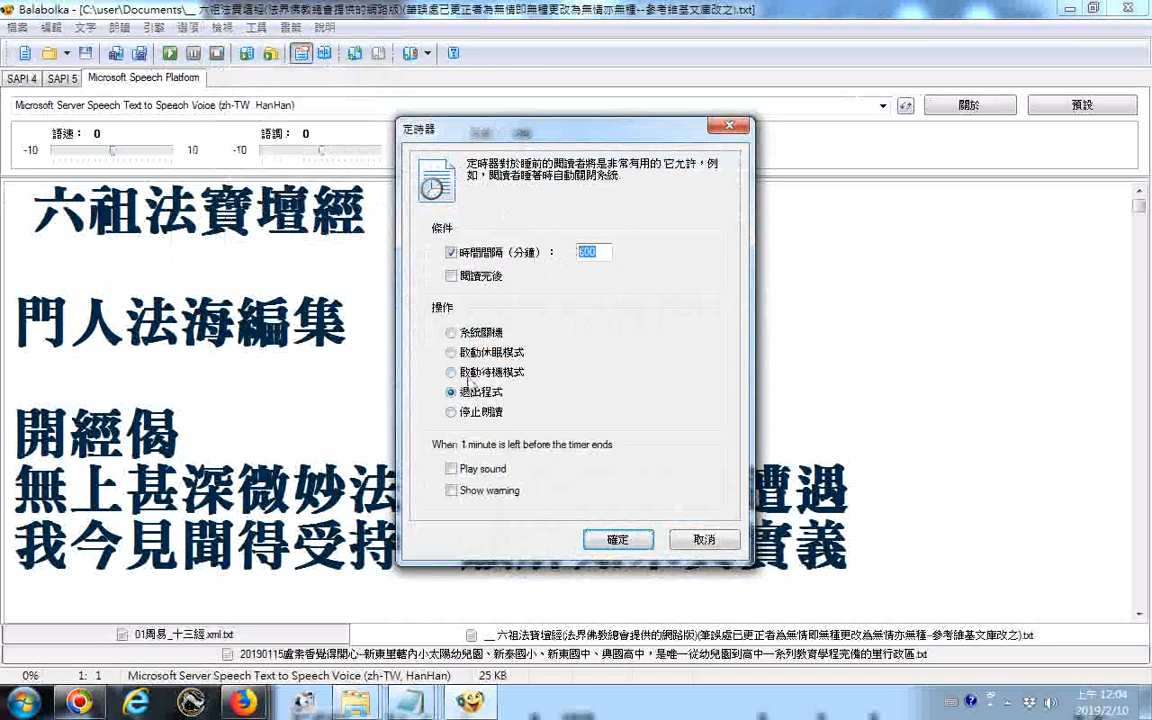 Balabolka - [C:\user\Documents\__ 六祖法寶壇經(法界佛教總會提供的網路版)(筆誤處已更正者為無情即無種更改為無情亦無種--參考維基文庫改之).txt]
檔案 編輯 文字 朗讀 引擎 選項 檢視 工具 書籤 說明
SAPI 4 SAPI 5 Microsoft Speech Platform
Microsoft Server Speech Text to Speech Voice (zh-TW, HanHan) 關於 預設
語速： 0 語調： 0
-10 10 -10
定時器
定時器對於睡前的閱讀者將是非常有用的 它允許，例
如，閱讀者睡著時自動關閉系統
條件
時間間隔（分鐘）： 600
閱讀完後
操作
系統關機
啟動休眠模式
啟動待機模式
退出程式
停止朗讀
When 1 minute is left before the timer ends
Play sound
Show warning
確定 取消
六祖法寶壇經
門人法海編集
開經偈
無上甚深微妙法 遭遇
我今見聞得受持 實義
01周易_十三經.xml.txt __ 六祖法寶壇經(法界佛教總會提供的網路版)(筆誤處已更正者為無情即無種更改為無情亦無種--參考維基文庫改之).txt
20190115盧素香覺得開心--新東里轄內小太陽幼兒園、新泰國小、新東國中、興國高中，是唯一從幼兒園到高中一系列教育學程完備的里行政區.txt
0% 1: 1 Microsoft Server Speech Text to Speech Voice (zh-TW, HanHan) 25 KB
上午 12:04
2019/2/10